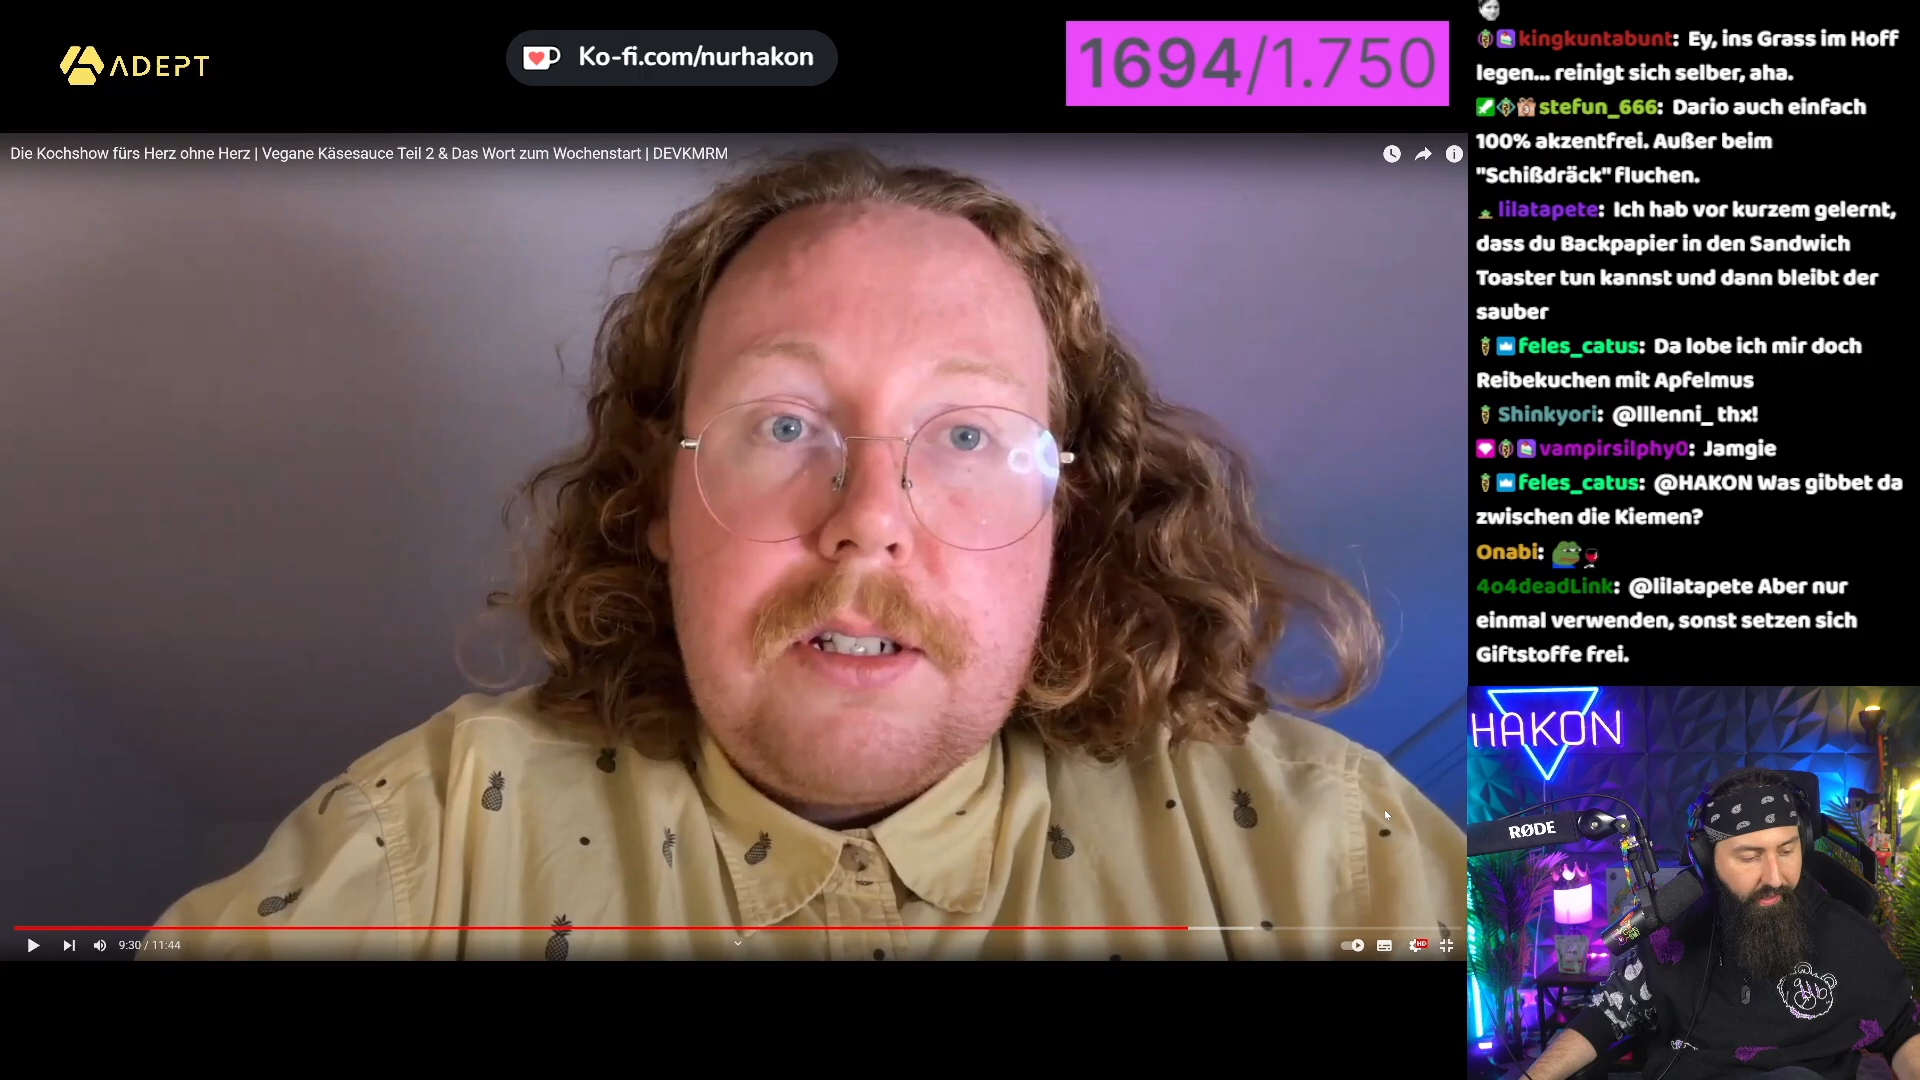 ADEPT
Ko-fi.com/nurhakon
1694/1.750
Die Kochshow fürs Herz ohne Herz | Vegane Käsesauce Teil 2 & Das Wort zum Wochenstart | DEVKMRM
9:30 / 11:44
HD
kingkuntabunt: Ey, ins Grass im Hoff
legen... reinigt sich selber, aha.
stefun_666: Dario auch einfach
100% akzentfrei. Außer beim
"Schißdräck" fluchen.
lilatapete: Ich hab vor kurzem gelernt,
dass du Backpapier in den Sandwich
Toaster tun kannst und dann bleibt der
sauber
feles_catus: Da lobe ich mir doch
Reibekuchen mit Apfelmus
Shinkyori: @lllenni_ thx!
vampirsilphy0: Jamgie
feles_catus: @HAKON Was gibbet da
zwischen die Kiemen?
Onabi:
4o4deadLink: @lilatapete Aber nur
einmal verwenden, sonst setzen sich
Giftstoffe frei.
HAKON
RØDE